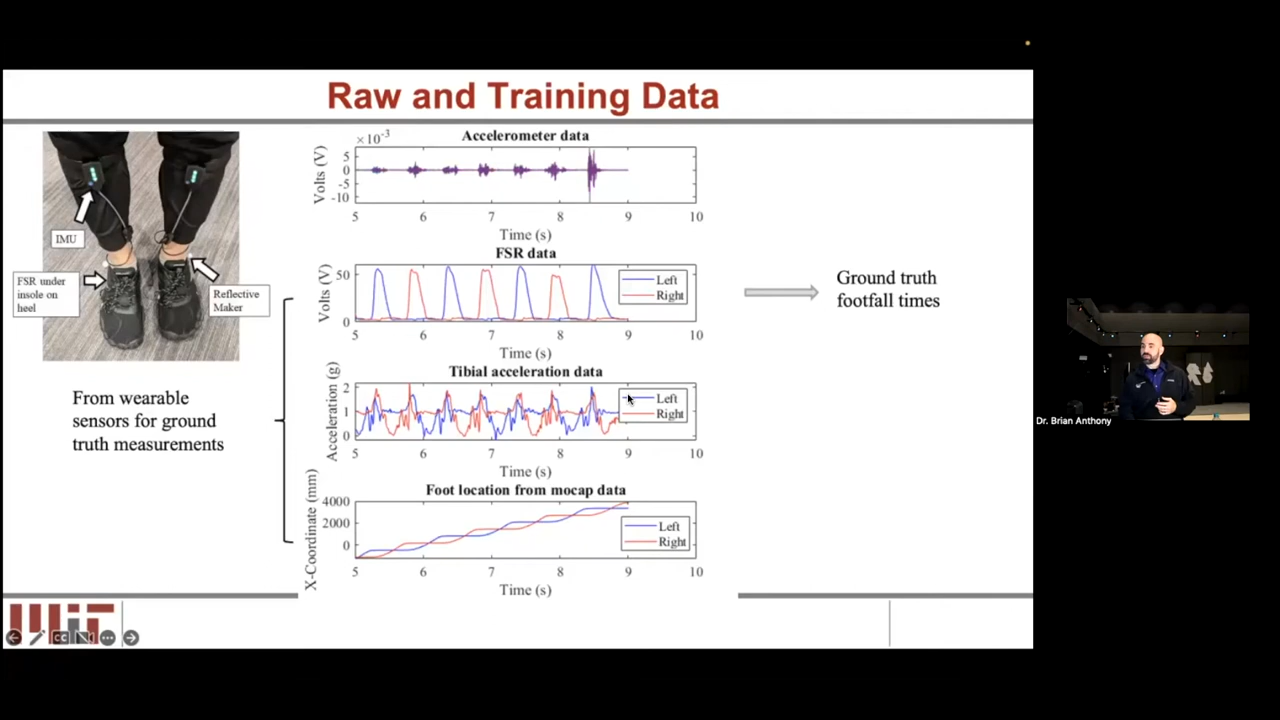 Raw and Training Data
IMU
FSR under
insole on
heel
Reflective
Maker
From wearable
sensors for ground
truth measurements
Accelerometer data
×10-3
Volts (V)
5
0
-5
-10
5 6 7 8 9 10
Time (s)
FSR data
Volts (V)
50
0
Left
Right
5 6 7 8 9 10
Time (s)
Tibial acceleration data
Acceleration (g)
2
1
0
Left
Right
5 6 7 8 9 10
Time (s)
Foot location from mocap data
X-Coordinate (mm)
4000
2000
0
Left
Right
5 6 7 8 9 10
Time (s)
Ground truth
footfall times
MIT
CC
Dr. Brian Anthony